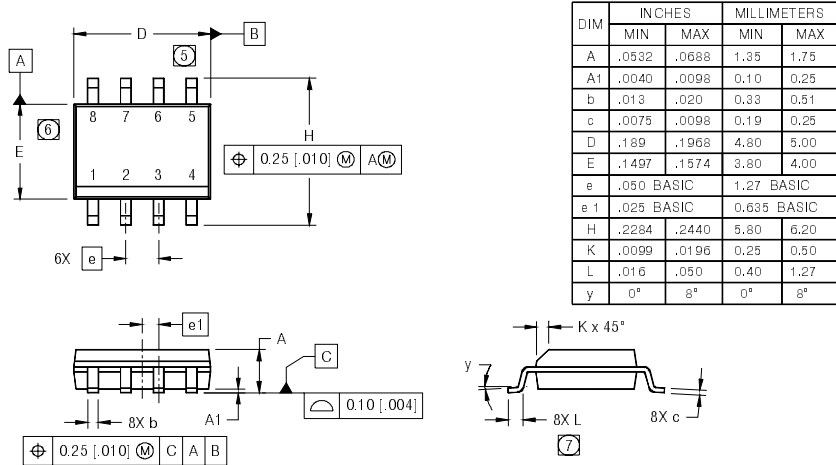 D
B
5
A
8 7 6 5
6
E
H
0.25 [.010] M A M
1 2 3 4
6X e
DIM INCHES MILLIMETERS
MIN MAX MIN MAX
A .0532 .0688 1.35 1.75
A1 .0040 .0098 0.10 0.25
b .013 .020 0.33 0.51
c .0075 .0098 0.19 0.25
D .189 .1968 4.80 5.00
E .1497 .1574 3.80 4.00
e .050 BASIC 1.27 BASIC
e 1 .025 BASIC 0.635 BASIC
H .2284 .2440 5.80 6.20
K .0099 .0196 0.25 0.50
L .016 .050 0.40 1.27
y 0° 8° 0° 8°
e1
A
C
A1
8X b
0.10 [.004]
0.25 [.010] M C A B
K x 45°
y
8X L
8X c
7